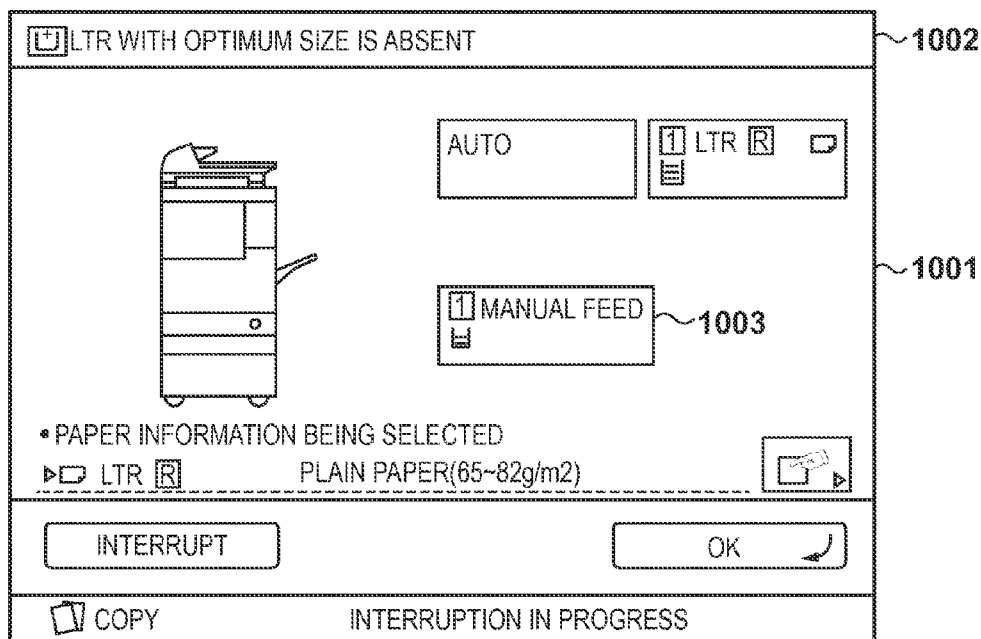 LTR WITH OPTIMUM SIZE IS ABSENT
1002
AUTO
1 LTR R
1001
1 MANUAL FEED
1003
• PAPER INFORMATION BEING SELECTED
LTR R PLAIN PAPER(65~82g/m2)
INTERRUPT
OK
COPY INTERRUPTION IN PROGRESS